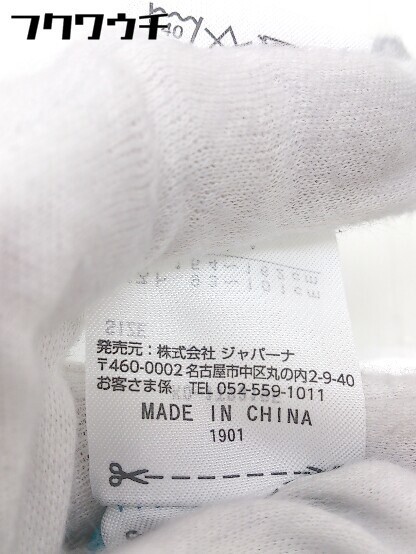 フクワウチ
40
SIZE
発売元：株式会社 ジャパーナ
〒460-0002 名古屋市中区丸の内2-9-40
お客さま係 TEL 052-559-1011
MADE IN CHINA
1901